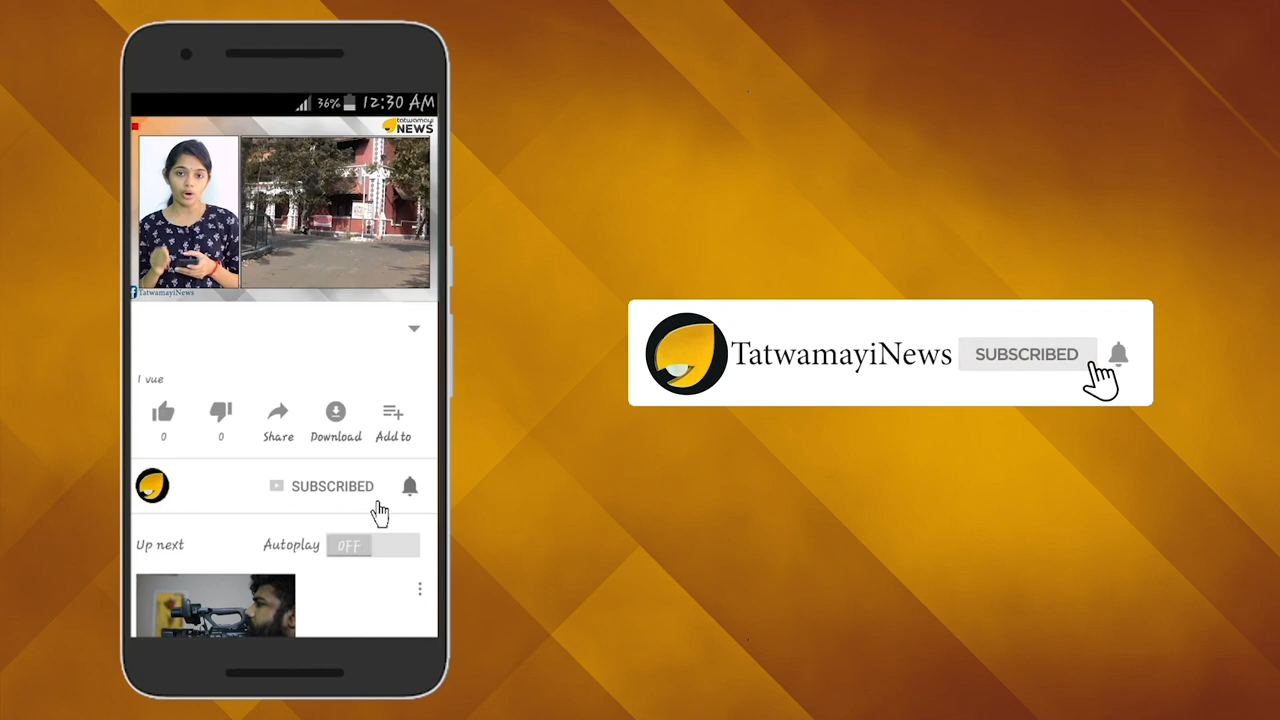 36% 12:30 AM
tatwamayi
NEWS
TatwamayiNews
1 vue
0 0 Share Download Add to
SUBSCRIBED
Up next Autoplay OFF
TatwamayiNews SUBSCRIBED